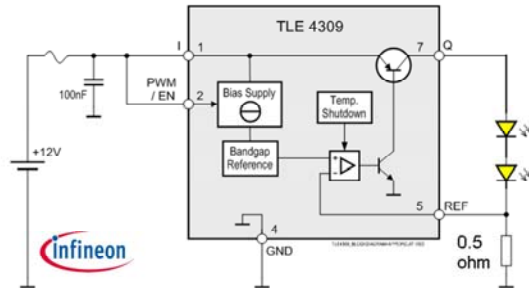 TLE 4309
I
1
7
Q
PWM
/ EN
2
100nF
Bias Supply
Temp.
Shutdown
+12V
Bandgap
Reference
+
-
5
REF
4
GND
infineon
0.5
ohm